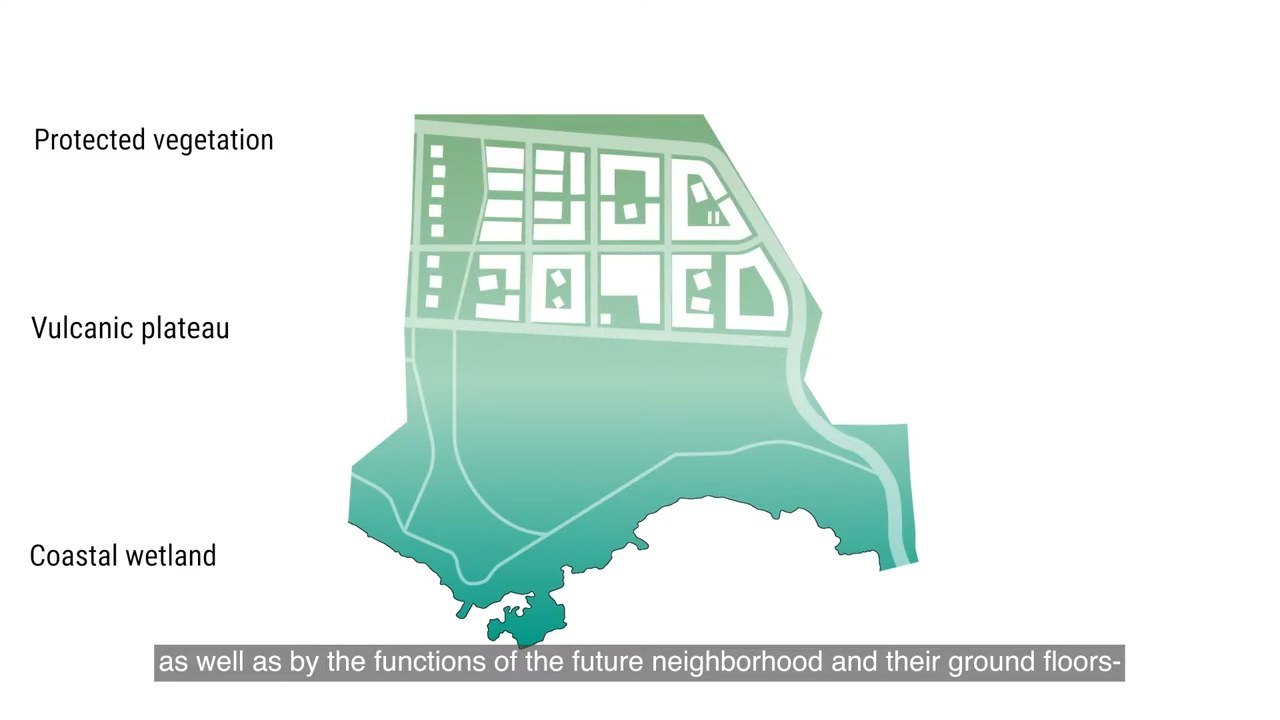 Protected vegetation
Vulcanic plateau
Coastal wetland
as well as by the functions of the future neighborhood and their ground floors-